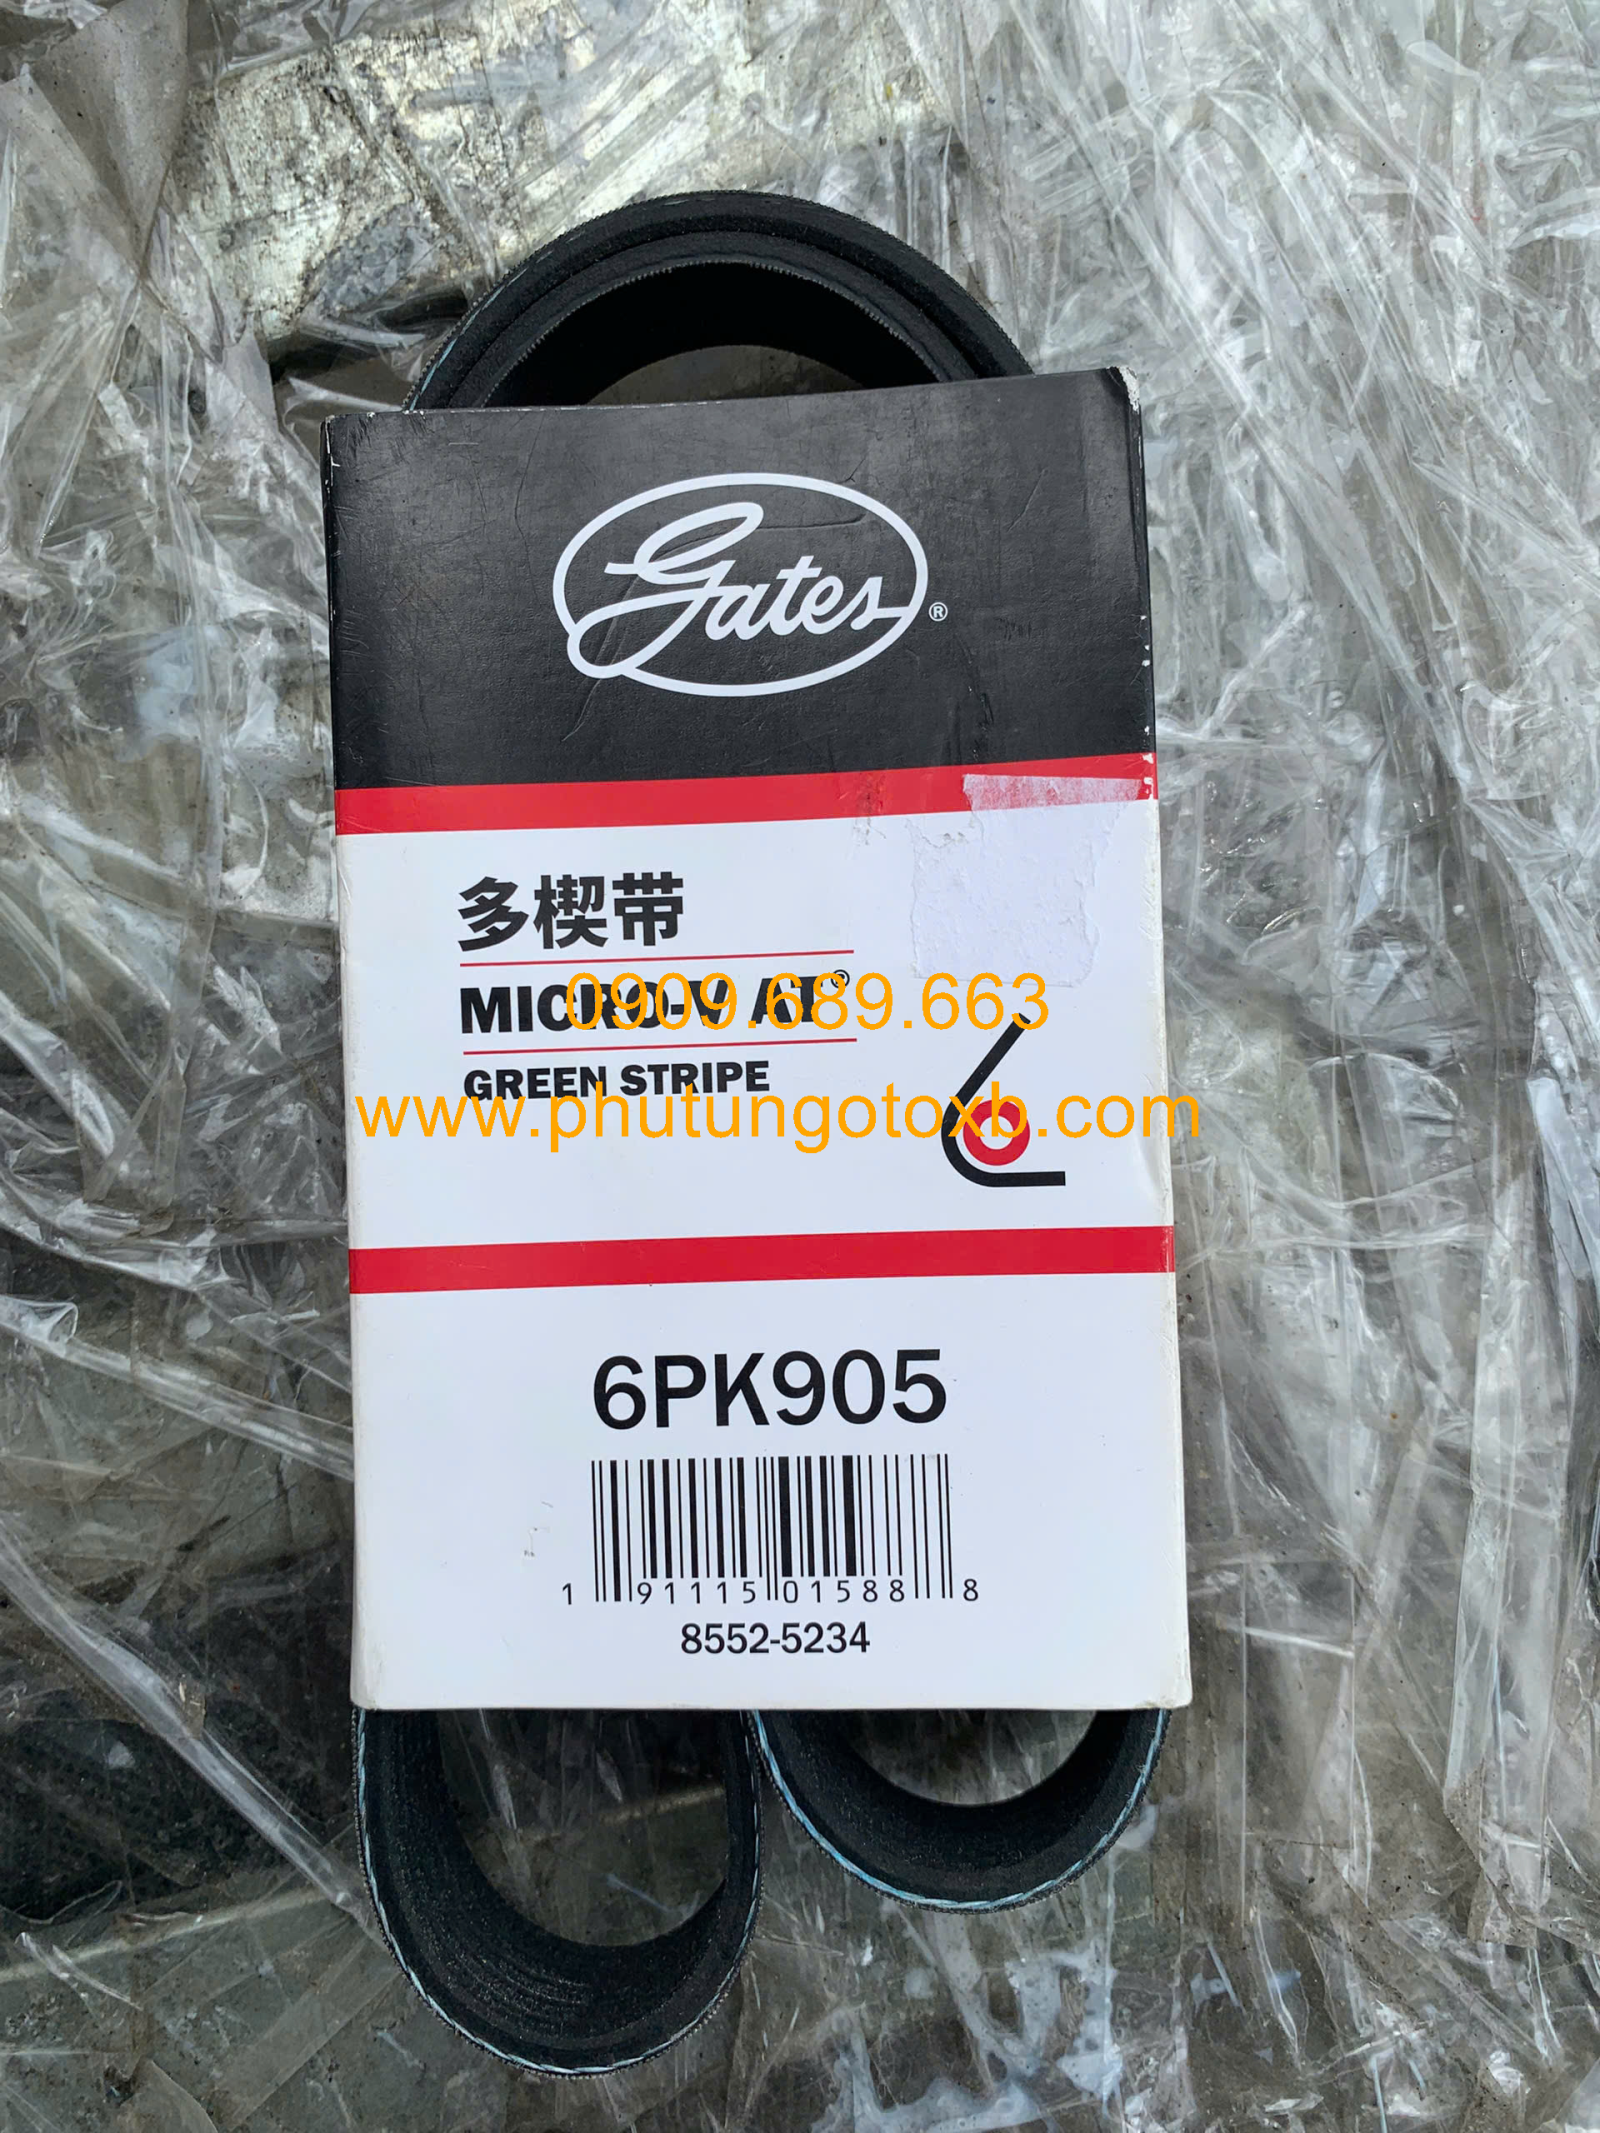 Gates®
多楔带
MICRO-V AT®
0909.689.663
GREEN STRIPE
www.phutungotoxb.com
6PK905
1 91115 01588 8
8552-5234